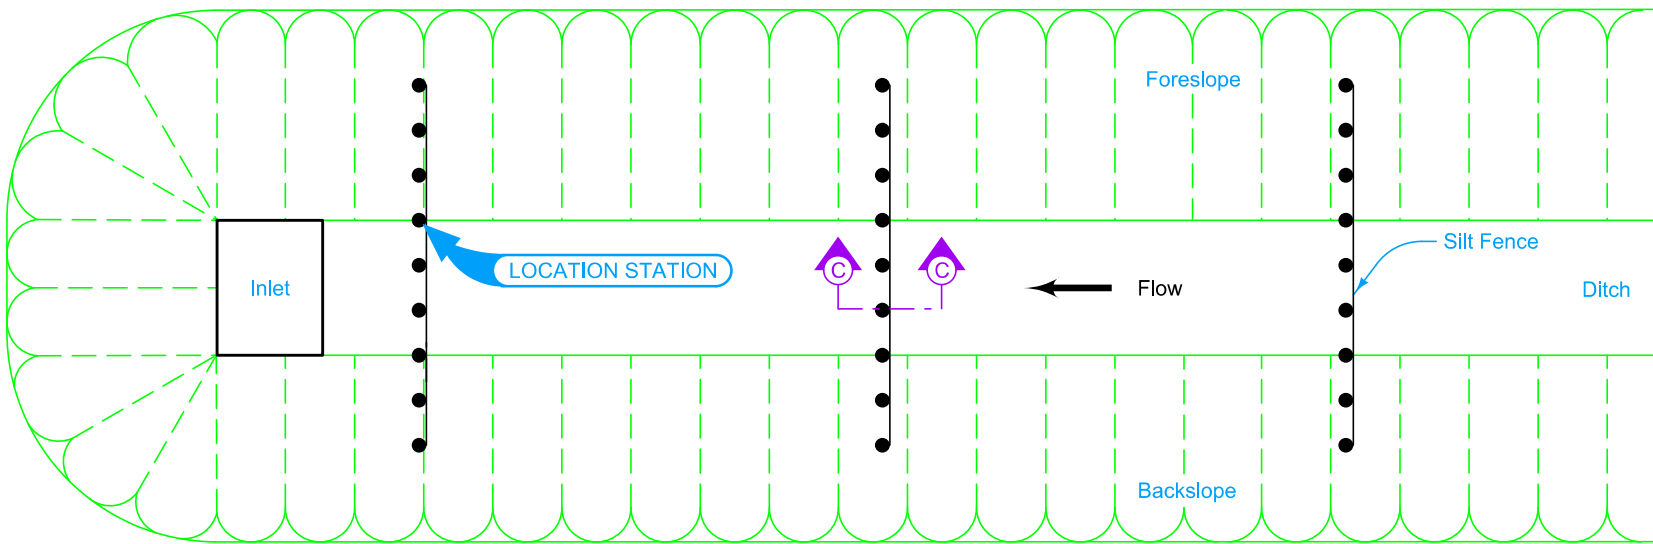 Foreslope
Silt Fence
LOCATION STATION
C
C
Inlet
Flow
Ditch
Backslope